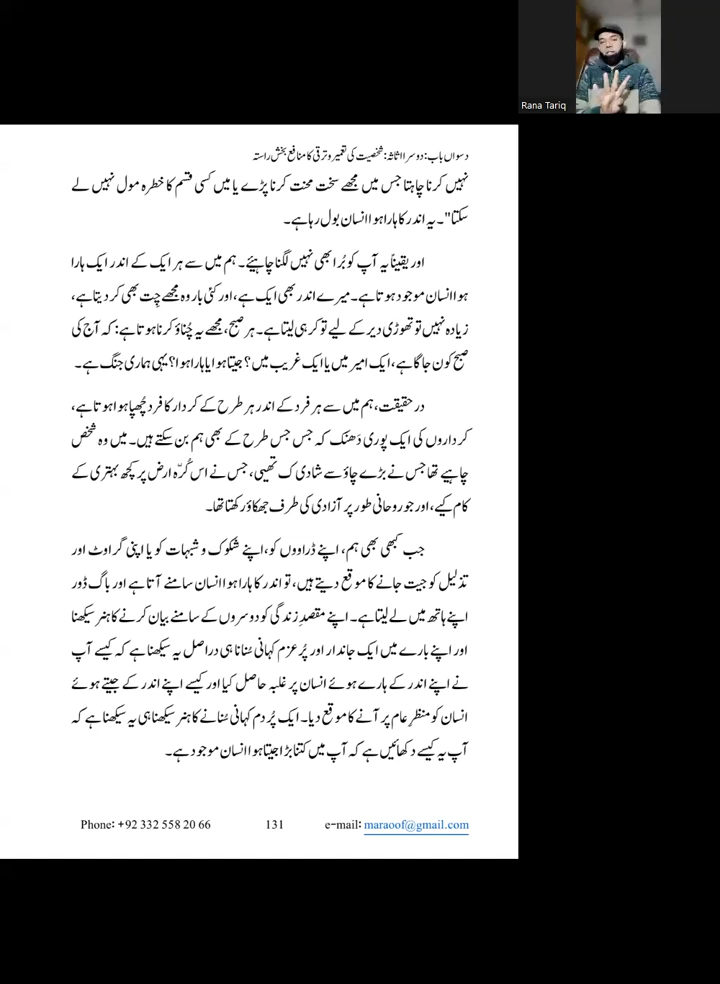 Rana Tariq
دسواں باب: دوسرا اثاثہ: شخصیت کی تعمیر و ترقی کا منافع بخش راستہ
نہیں کرنا چاہتا جس میں مجھے سخت محنت کرنا پڑے یا میں کسی قسم کا خطرہ مول نہیں لے
سکتا"۔ یہ اندر کا ہارا ہوا انسان بول رہا ہے۔
اور یقیناً یہ آپ کو بُرا بھی نہیں لگنا چاہیئے۔ ہم میں سے ہر ایک کے اندر ایک ہارا
ہوا انسان موجود ہوتا ہے۔ میرے اندر بھی ایک ہے، اور کئی بار وہ مجھے چِت بھی کر دیتا ہے،
زیادہ نہیں تو تھوڑی دیر کے لیے تو کر ہی لیتا ہے۔ ہر صبح، مجھے یہ چُناؤ کرنا ہوتا ہے: کہ آج کی
صبح کون جاگا ہے، ایک امیر میں یا ایک غریب میں؟ جیتا ہوا یا ہارا ہوا؟ یہی ہماری جنگ ہے۔
در حقیقت، ہم میں سے ہر فرد کے اندر ہر طرح کے کردار کا فرد چُھپا ہوا ہوتا ہے،
کرداروں کی ایک پوری دَھنک کہ جس جس طرح کے بھی ہم بن سکتے ہیں۔ میں وہ شخص
چاہیے تھا جس نے بڑے چاؤ سے شادی ک تھیی، جس نے اس کُرّہ ارض پر کچھ بہتری کے
کام کیے، اور جو روحانی طور پر آزادی کی طرف جھکاؤ رکھتا تھا۔
جب کبھی بھی ہم، اپنے ڈراووں کو، اپنے شکوک و شبہات کو یا اپنی گراوٹ اور
تذلیل کو جیت جانے کا موقع دیتے ہیں، تو اندر کا ہارا ہوا انسان سامنے آتا ہے اور باگ ڈور
اپنے ہاتھ میں لے لیتا ہے۔ اپنے مقصدِ زندگی کو دوسروں کے سامنے بیان کرنے کا ہنر سیکھنا
اور اپنے بارے میں ایک جاندار اور پُر عزم کہانی سُنانا ہی دراصل یہ سیکھنا ہے کہ کیسے آپ
نے اپنے اندر کے ہارے ہوئے انسان پر غلبہ حاصل کیا اور کیسے اپنے اندر کے جیتے ہوئے
انسان کو منظرِ عام پر آنے کا موقع دیا۔ ایک پُر دم کہانی سُنانے کا ہنر سیکھنا ہی یہ سیکھنا ہے کہ
آپ یہ کیسے دکھائیں ہے کہ آپ میں کتنا بڑا جیتا ہوا انسان موجود ہے۔
Phone: +92 332 558 20 66 131 e-mail: maraoof@gmail.com